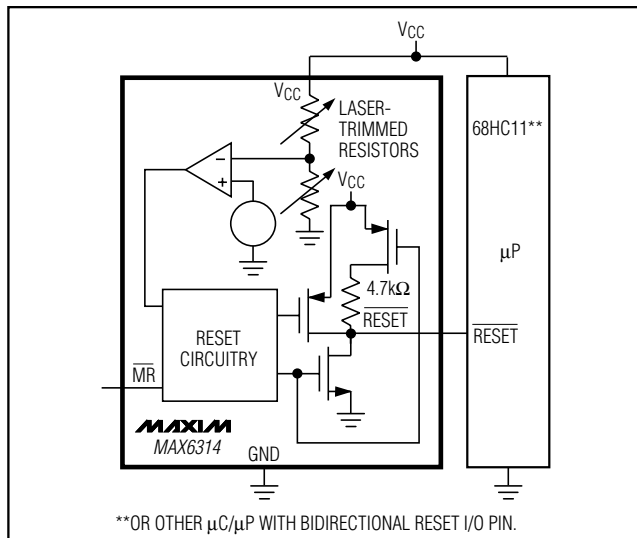 VCC
VCC
LASER-
TRIMMED
RESISTORS
68HC11**
−
+
VCC
µP
4.7kΩ
RESET
RESET
RESET
CIRCUITRY
MR
MAXIM
MAX6314
GND
**OR OTHER µC/µP WITH BIDIRECTIONAL RESET I/O PIN.